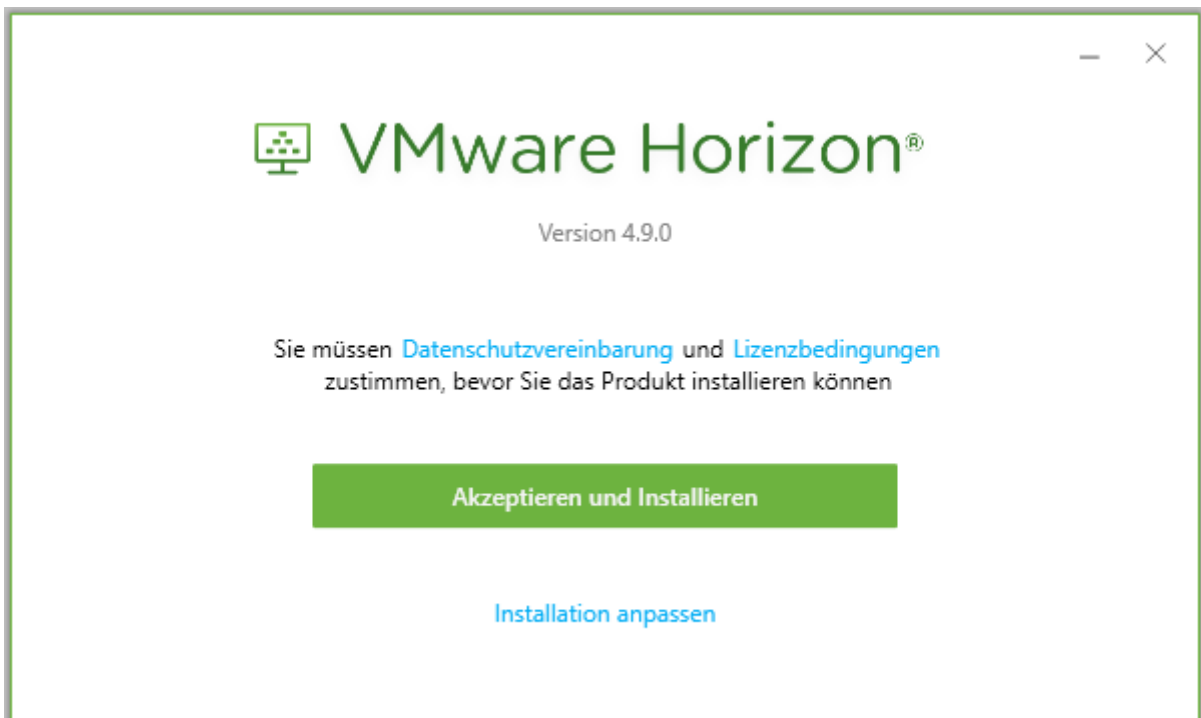 VMware Horizon®
Version 4.9.0
Sie müssen Datenschutzvereinbarung und Lizenzbedingungen
zustimmen, bevor Sie das Produkt installieren können
Akzeptieren und Installieren
Installation anpassen